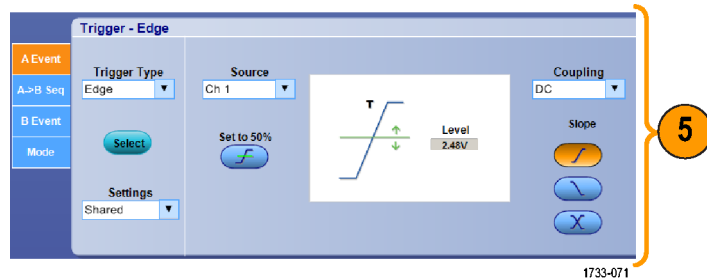 Trigger - Edge
A Event
A->B Seq
B Event
Mode
Trigger Type
Edge
Select
Settings
Shared
Source
Ch 1
Set to 50%
T
Level
2.48V
Coupling
DC
Slope
5
1733-071